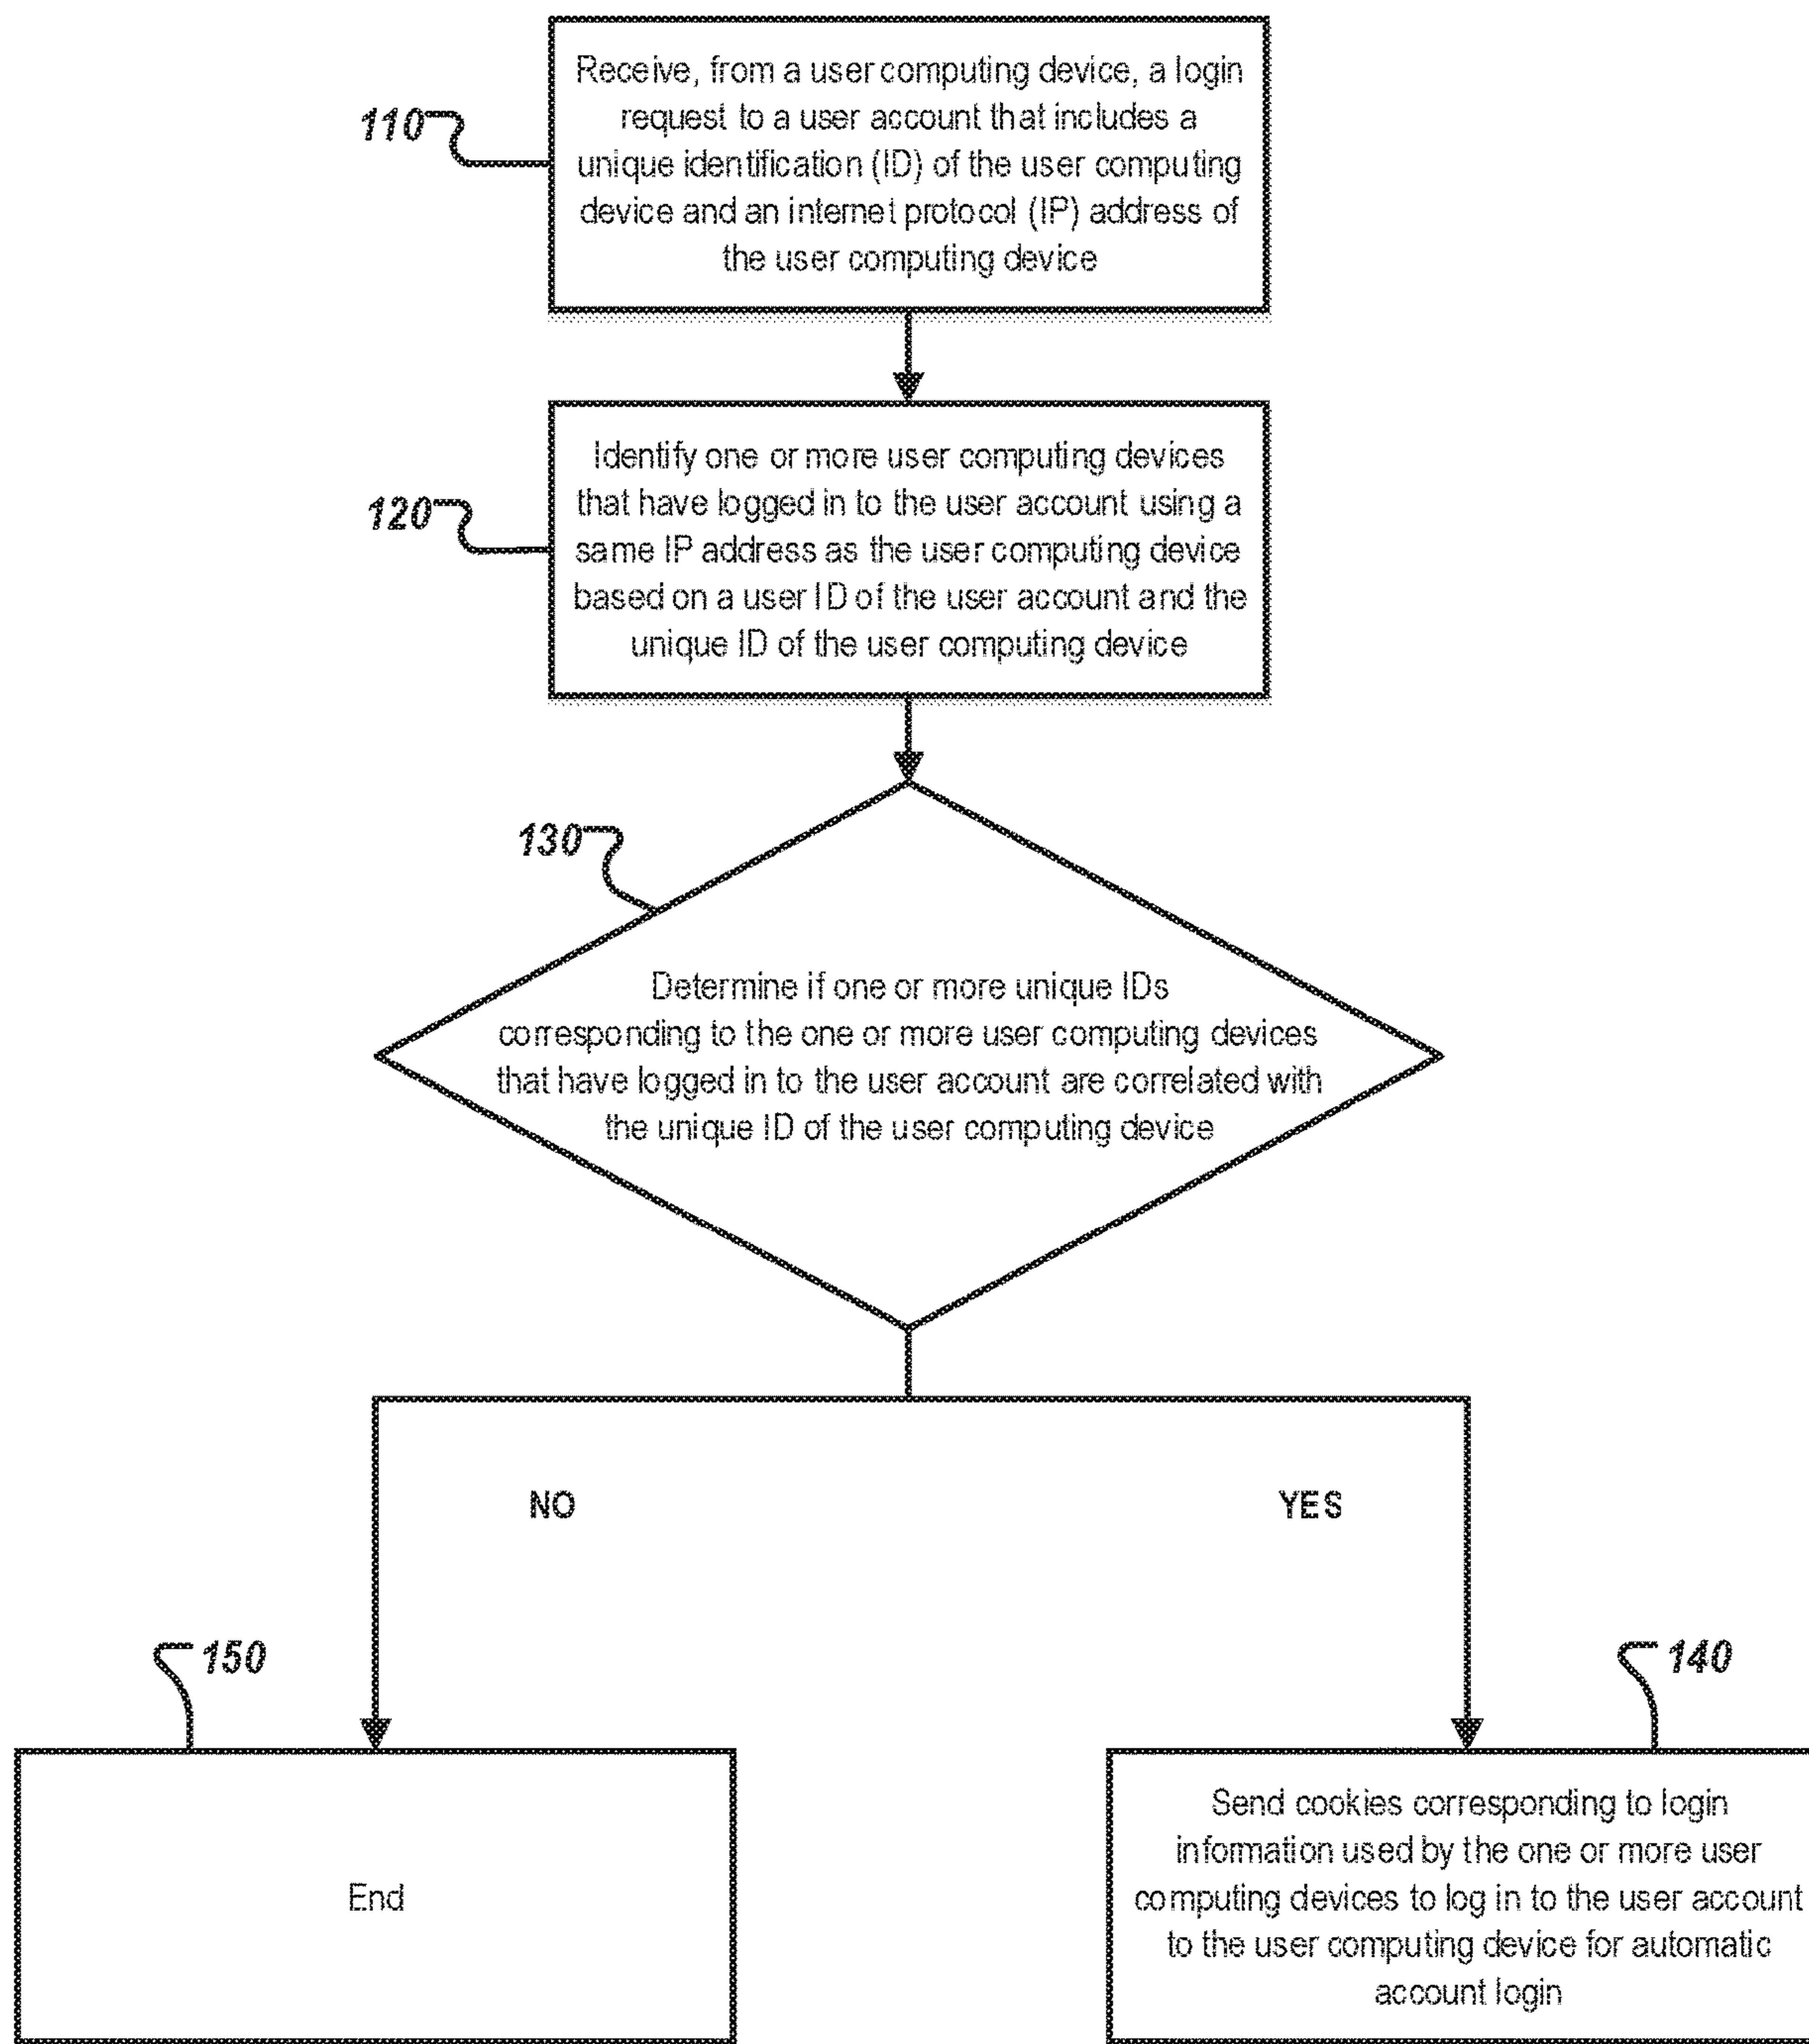 110
Receive, from a user computing device, a login
request to a user account that includes a
unique identification (ID) of the user computing
device and an internet protocol (IP) address of
the user computing device
120
Identify one or more user computing devices
that have logged in to the user account using a
same IP address as the user computing device
based on a user ID of the user account and the
unique ID of the user computing device
130
Determine if one or more unique IDs
corresponding to the one or more user computing devices
that have logged in to the user account are correlated with
the unique ID of the user computing device
NO
YES
150
End
140
Send cookies corresponding to login
information used by the one or more user
computing devices to log in to the user account
to the user computing device for automatic
account login